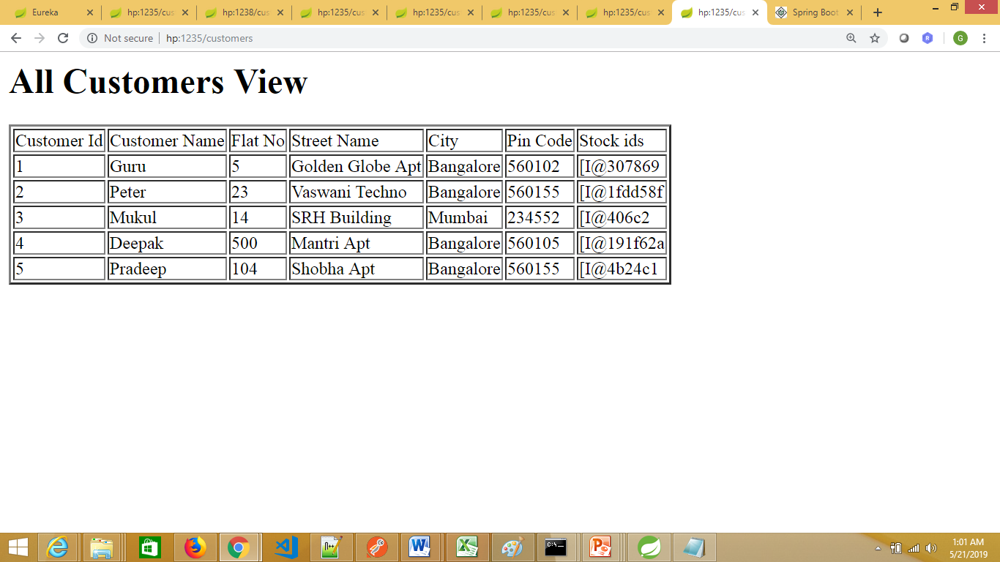 Eureka hp:1235/cus hp:1238/cus hp:1235/cus hp:1235/cus hp:1235/cus hp:1235/cus hp:1235/cus Spring Boot
Not secure hp:1235/customers R G
All Customers View
Customer Id Customer Name Flat No Street Name City Pin Code Stock ids
1 Guru 5 Golden Globe Apt Bangalore 560102 [I@307869
2 Peter 23 Vaswani Techno Bangalore 560155 [I@1fdd58f
3 Mukul 14 SRH Building Mumbai 234552 [I@406c2
4 Deepak 500 Mantri Apt Bangalore 560105 [I@191f62a
5 Pradeep 104 Shobha Apt Bangalore 560155 [I@4b24c1
1:01 AM
5/21/2019